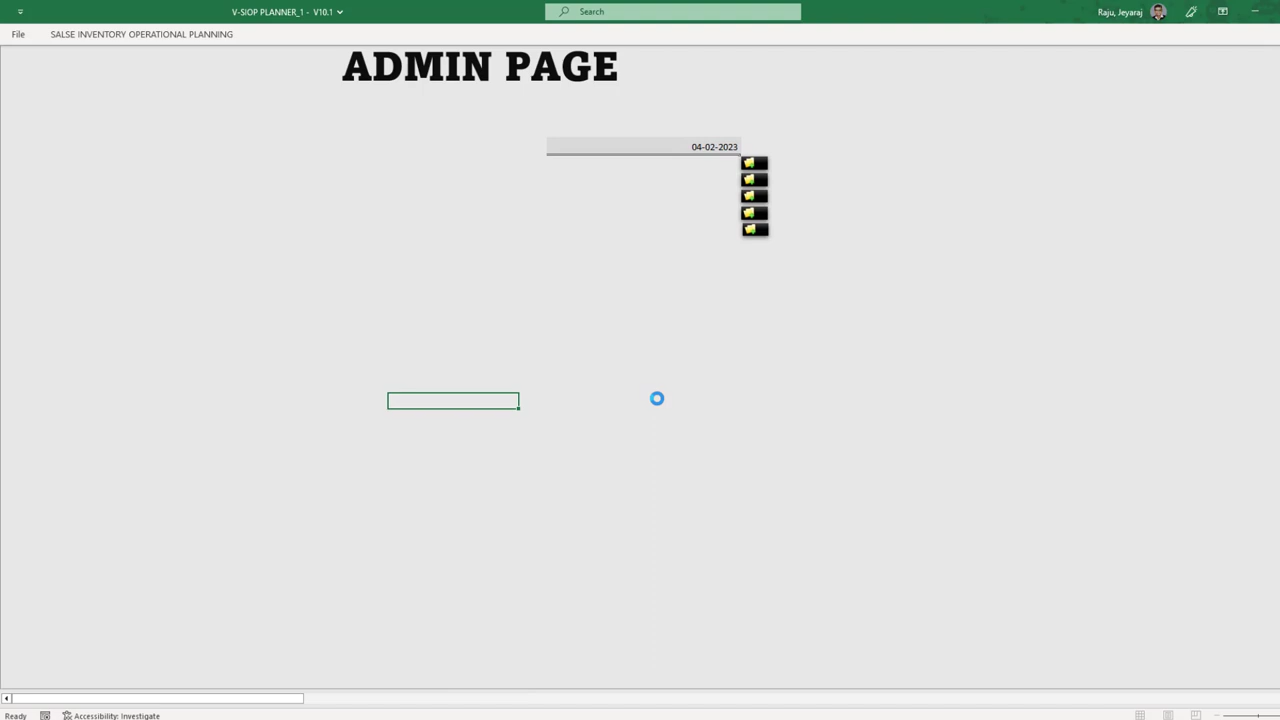 V-SIOP PLANNER_1 - V10.1
Search
Raju, Jeyaraj
File
SALSE INVENTORY OPERATIONAL PLANNING
ADMIN PAGE
04-02-2023
Ready
Accessibility: Investigate